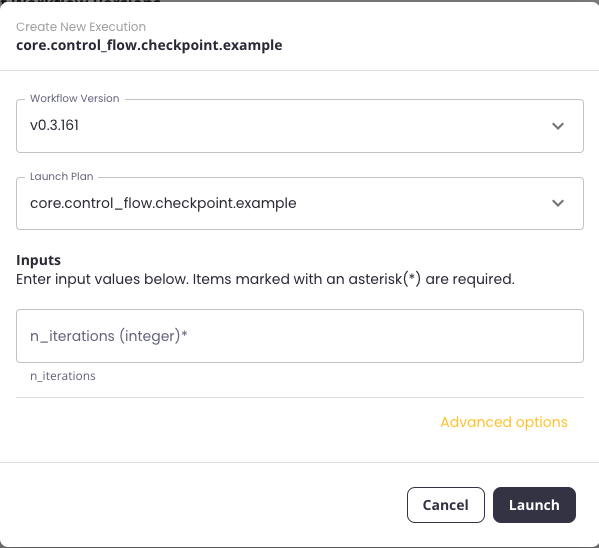 Create New Execution
core.control_flow.checkpoint.example
Workflow Version
v0.3.161
Launch Plan
core.control_flow.checkpoint.example
Inputs
Enter input values below. Items marked with an asterisk(*) are required.
n_iterations (integer)*
n_iterations
Advanced options
Cancel
Launch